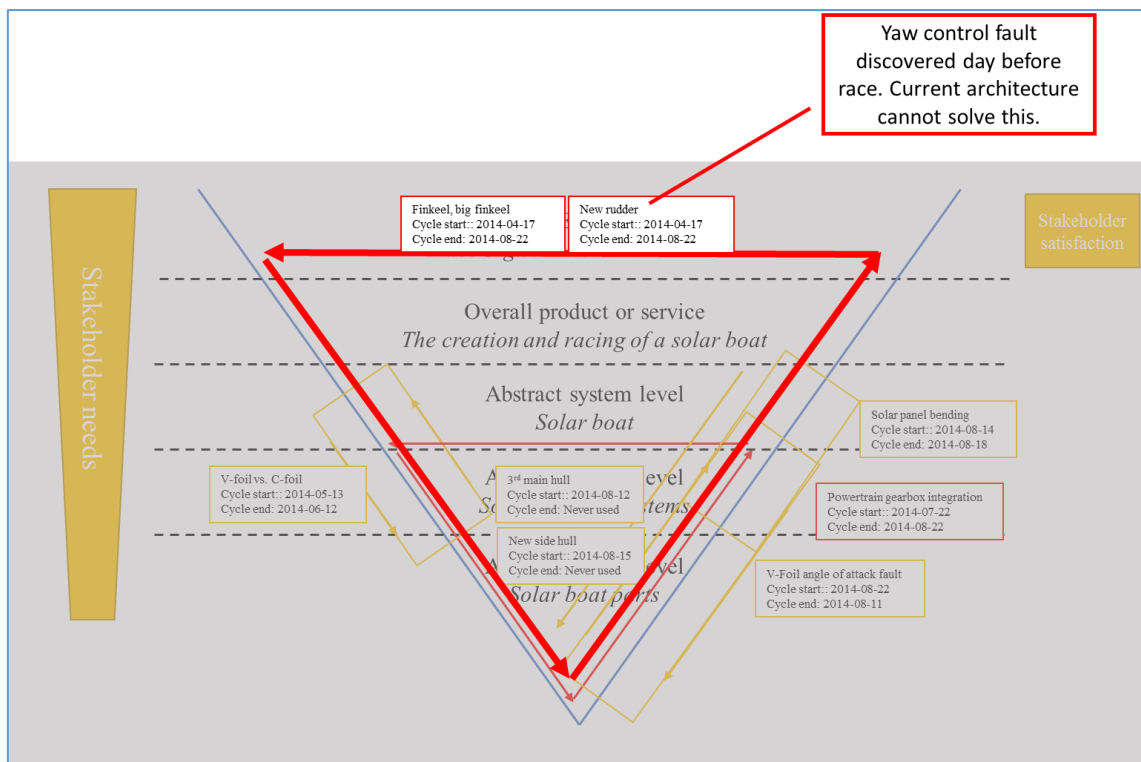 Yaw control fault
discovered day before
race. Current architecture
cannot solve this.
Stakeholder needs
Stakeholder
satisfaction
Finkeel, big finkeel
Cycle start:: 2014-04-17
Cycle end: 2014-08-22
New rudder
Cycle start:: 2014-04-17
Cycle end: 2014-08-22
Overall product or service
The creation and racing of a solar boat
Abstract system level
Solar boat
Solar panel bending
Cycle start:: 2014-08-14
Cycle end: 2014-08-18
V-foil vs. C-foil
Cycle start:: 2014-05-13
Cycle end: 2014-06-12
3rd main hull
Cycle start:: 2014-08-12
Cycle end: Never used
Powertrain gearbox integration
Cycle start:: 2014-07-22
Cycle end: 2014-08-22
New side hull
Cycle start:: 2014-08-15
Cycle end: Never used
V-Foil angle of attack fault
Cycle start:: 2014-08-22
Cycle end: 2014-08-11
Solar boat parts